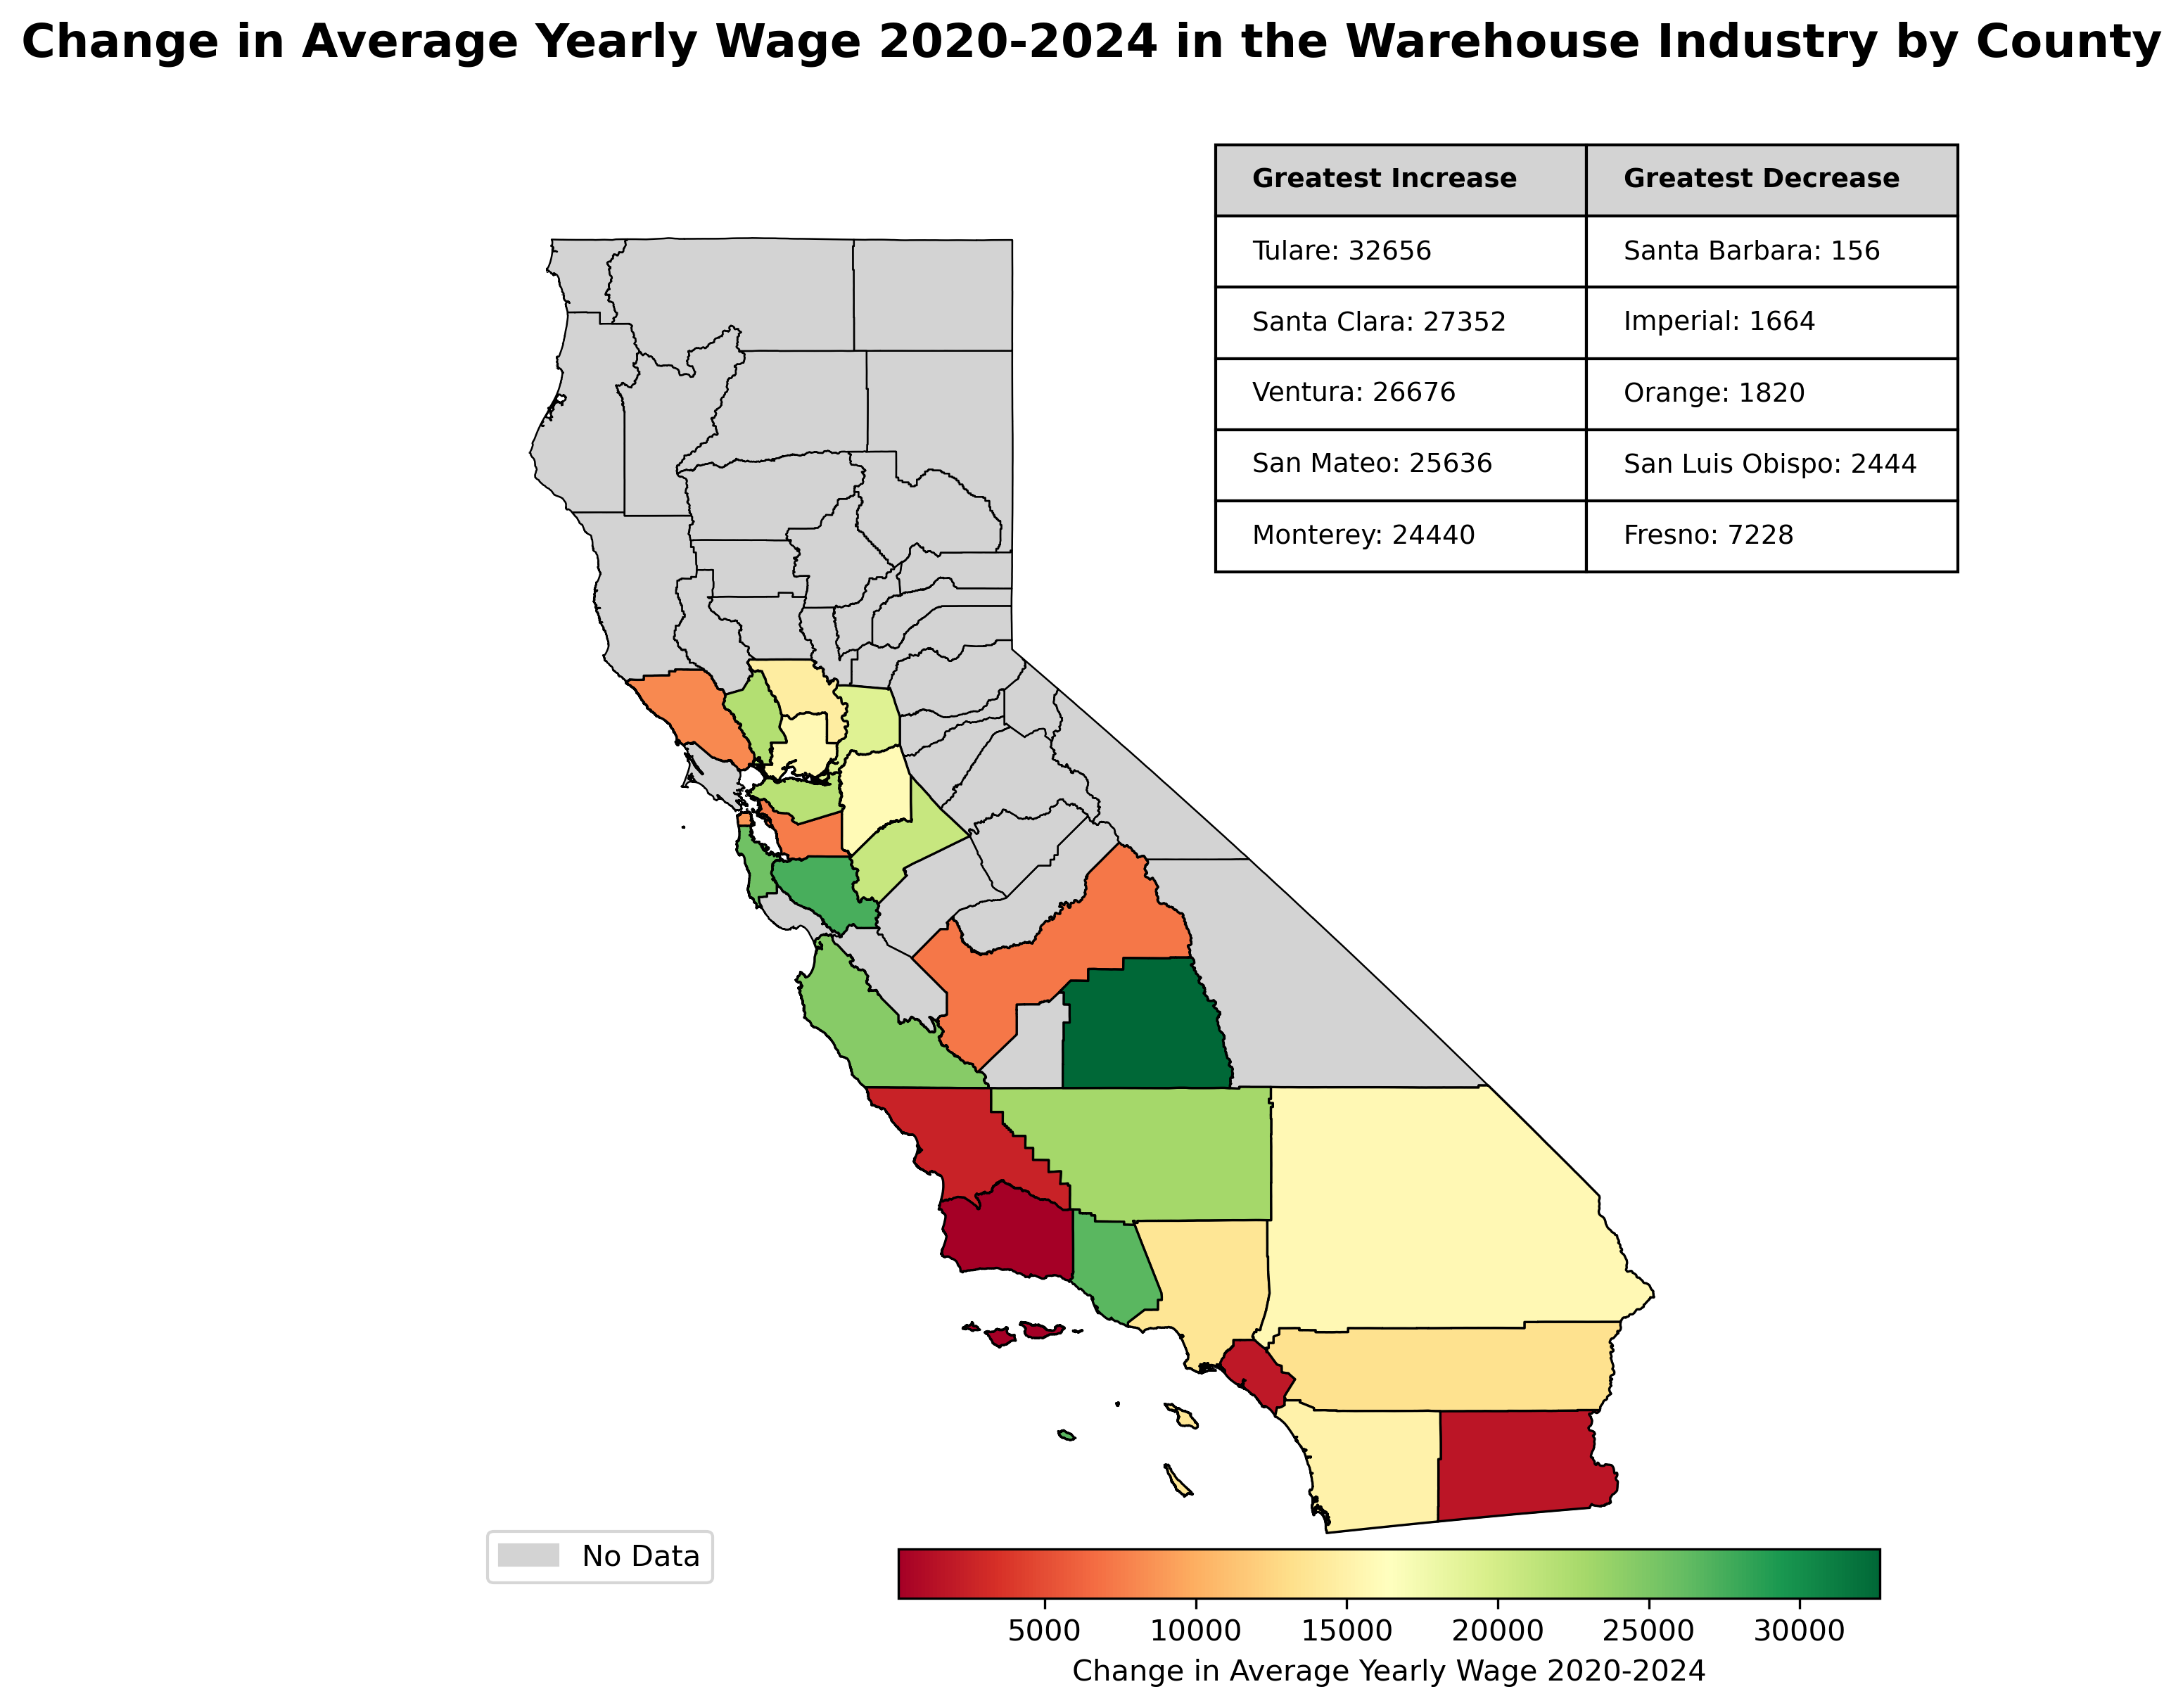 Change in Average Yearly Wage 2020-2024 in the Warehouse Industry by County
Greatest Increase Greatest Decrease
Tulare: 32656 Santa Barbara: 156
Santa Clara: 27352 Imperial: 1664
Ventura: 26676 Orange: 1820
San Mateo: 25636 San Luis Obispo: 2444
Monterey: 24440 Fresno: 7228
No Data
5000 10000 15000 20000 25000 30000
Change in Average Yearly Wage 2020-2024